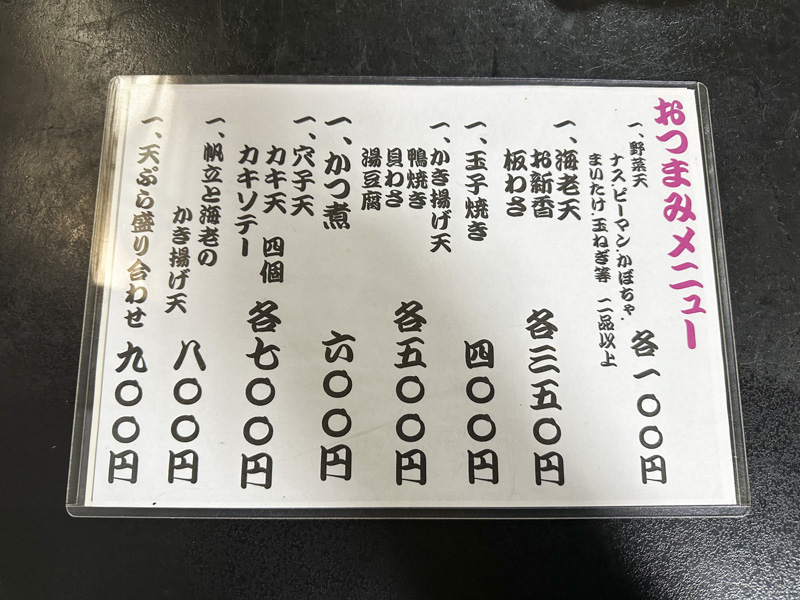 おつまみメニュー
一、野菜天
ナス.ピーマン.かぼちゃ.
まいたけ.玉ねぎ等 二品以上
各一〇〇円
一、海老天
お新香
板わさ
各三五〇円
一、玉子焼き
四〇〇円
一、かき揚げ天
鴨焼き
貝わさ
湯豆腐
各五〇〇円
一、かつ煮
六〇〇円
一、穴子天
カキ天 四個
カキソテー
各七〇〇円
一、帆立と海老の
かき揚げ天
八〇〇円
一、天ぷら盛り合わせ
九〇〇円